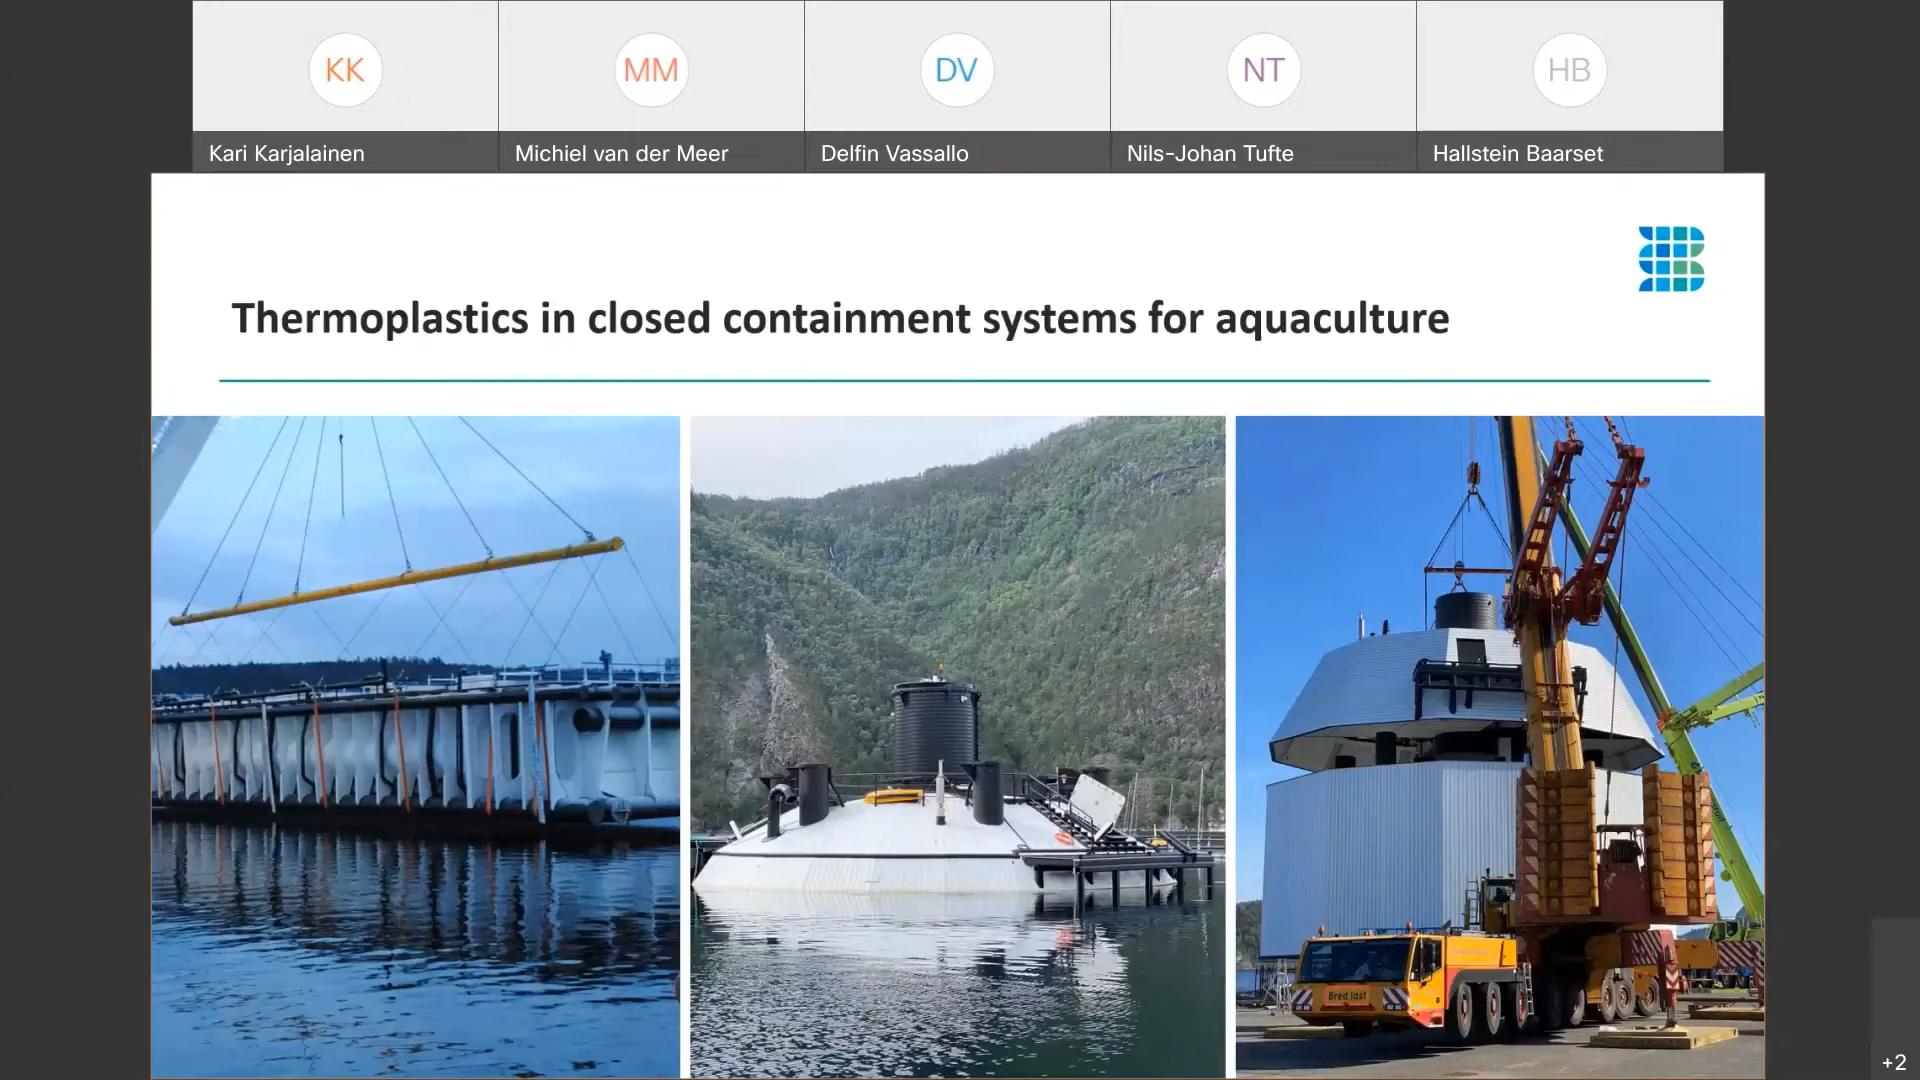 KK
MM
DV
NT
HB
Kari Karjalainen
Michiel van der Meer
Delfin Vassallo
Nils-Johan Tufte
Hallstein Baarset
Thermoplastics in closed containment systems for aquaculture
Bred last
+2